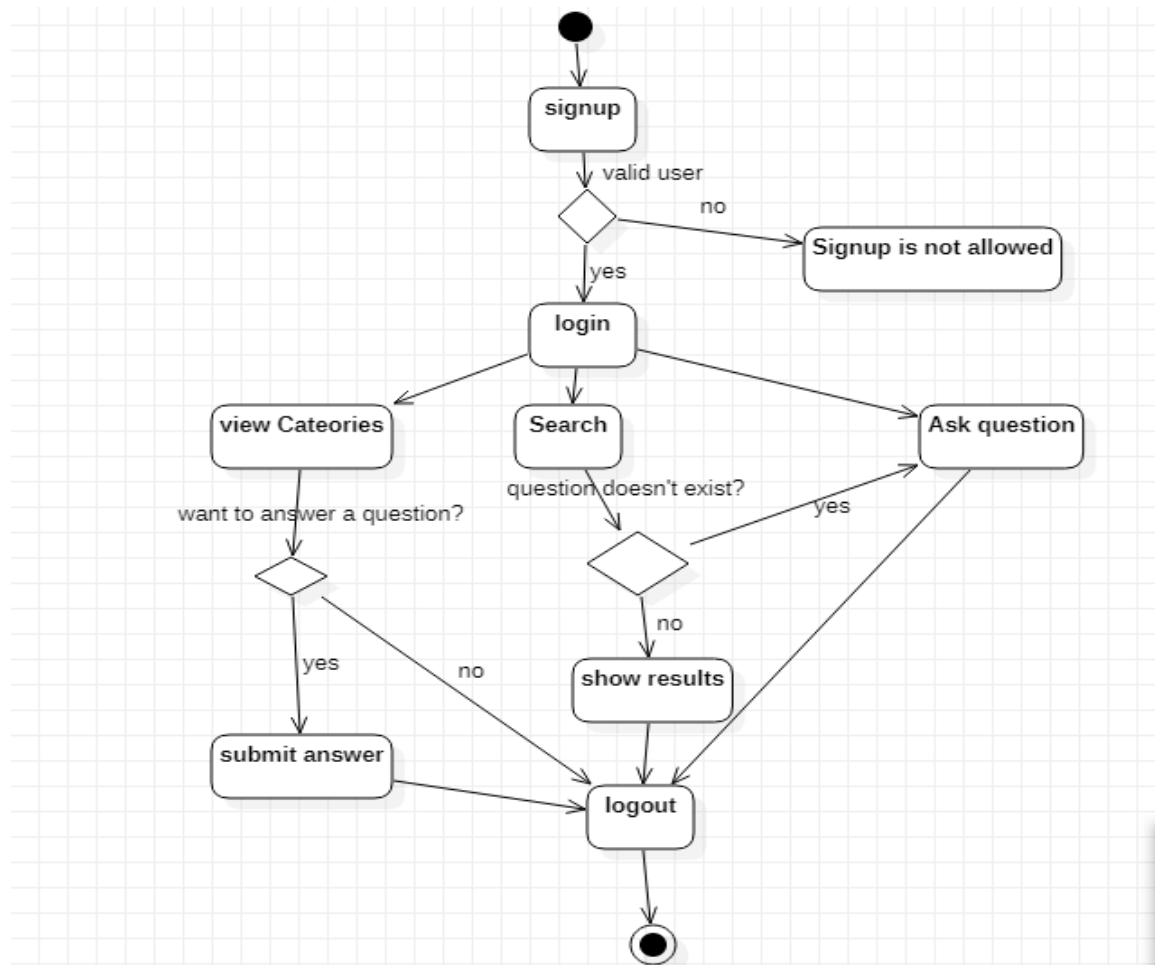 signup
valid user
no
Signup is not allowed
yes
login
view Cateories
Search
Ask question
question doesn't exist?
yes
want to answer a question?
no
yes
no
show results
submit answer
logout